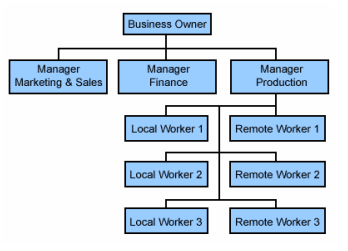 Business Owner
Manager
Marketing & Sales
Manager
Finance
Manager
Production
Local Worker 1
Remote Worker 1
Local Worker 2
Remote Worker 2
Local Worker 3
Remote Worker 3